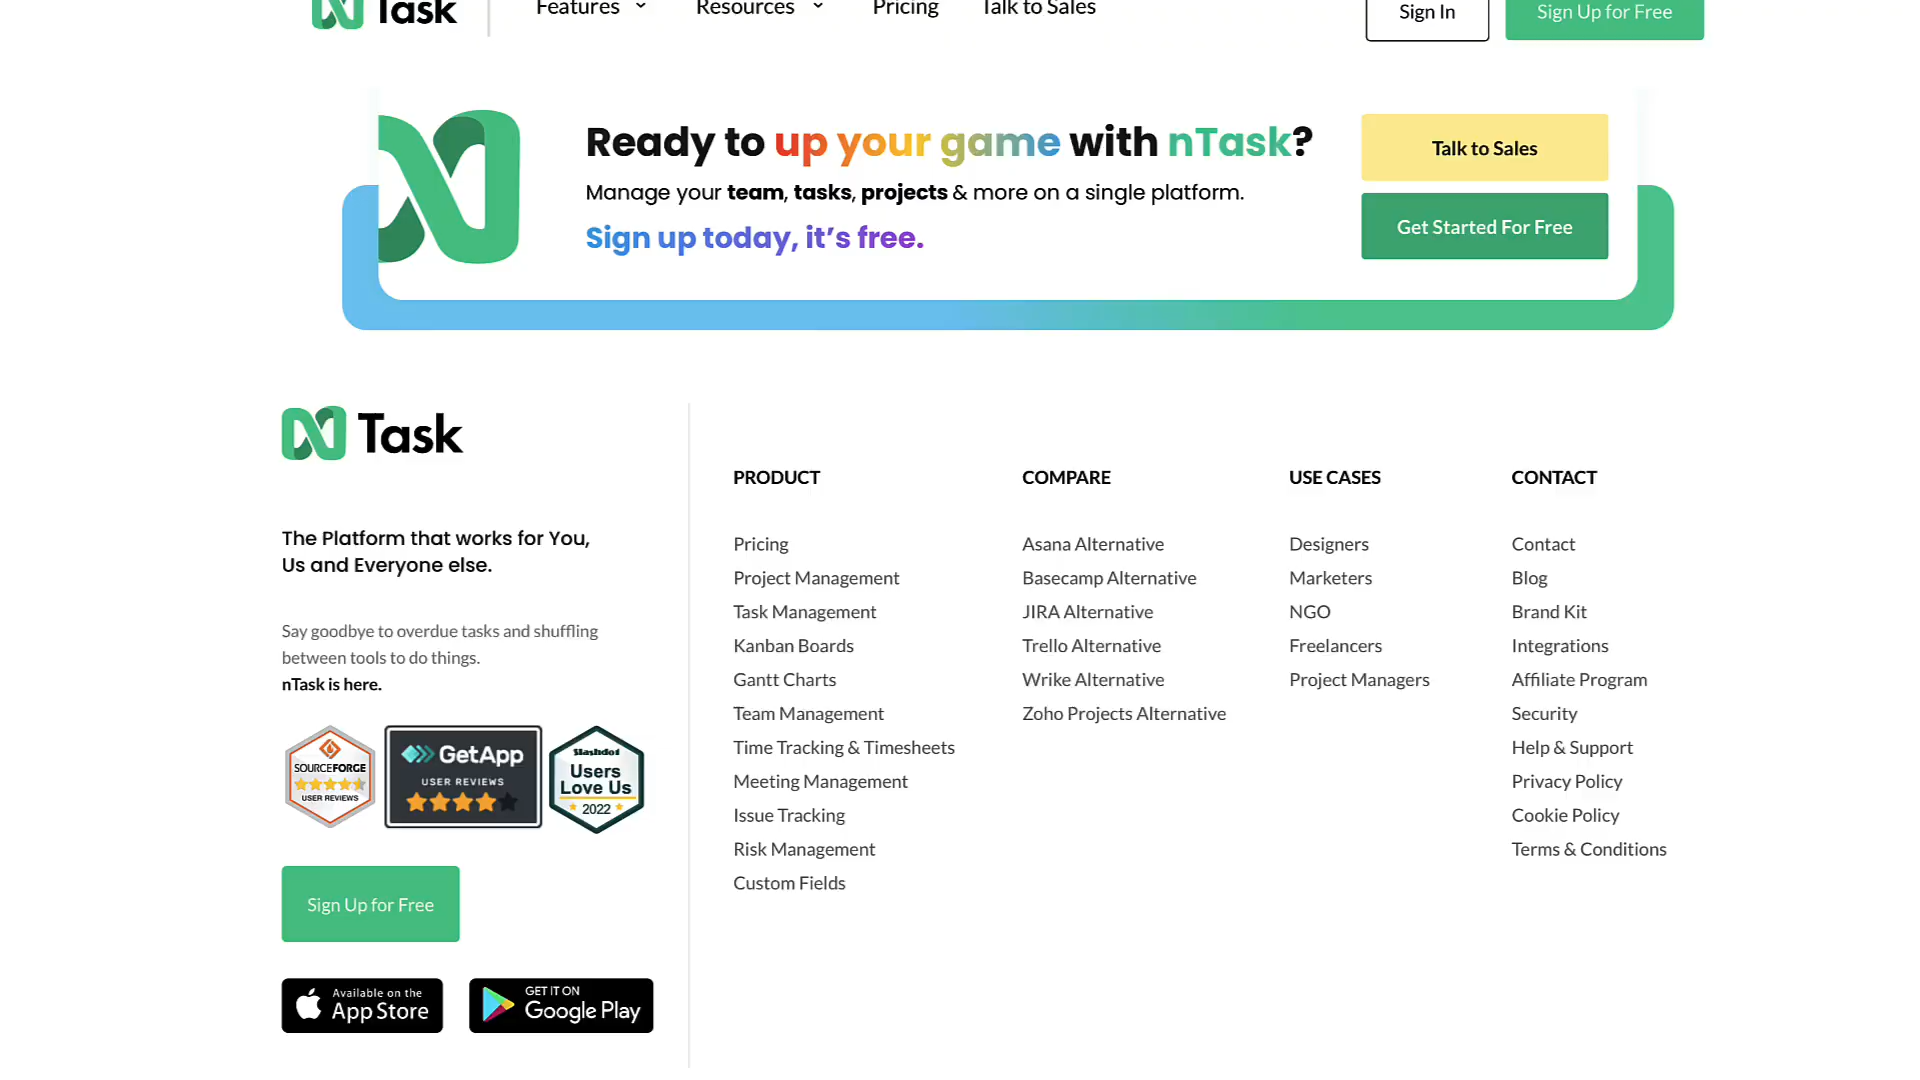 Task
Features
Resources
Pricing
Talk to Sales
Sign In
Sign Up for Free
Ready to up your game with nTask?
Manage your team, tasks, projects & more on a single platform.
Sign up today, it’s free.
Talk to Sales
Get Started For Free
Task
The Platform that works for You,
Us and Everyone else.
Say goodbye to overdue tasks and shuffling
between tools to do things.
nTask is here.
SOURCEFORGE
USER REVIEWS
GetApp
USER REVIEWS
Slashdot
Users
Love Us
2022
Sign Up for Free
Available on the
App Store
GET IT ON
Google Play
PRODUCT
Pricing
Project Management
Task Management
Kanban Boards
Gantt Charts
Team Management
Time Tracking & Timesheets
Meeting Management
Issue Tracking
Risk Management
Custom Fields
COMPARE
Asana Alternative
Basecamp Alternative
JIRA Alternative
Trello Alternative
Wrike Alternative
Zoho Projects Alternative
USE CASES
Designers
Marketers
NGO
Freelancers
Project Managers
CONTACT
Contact
Blog
Brand Kit
Integrations
Affiliate Program
Security
Help & Support
Privacy Policy
Cookie Policy
Terms & Conditions